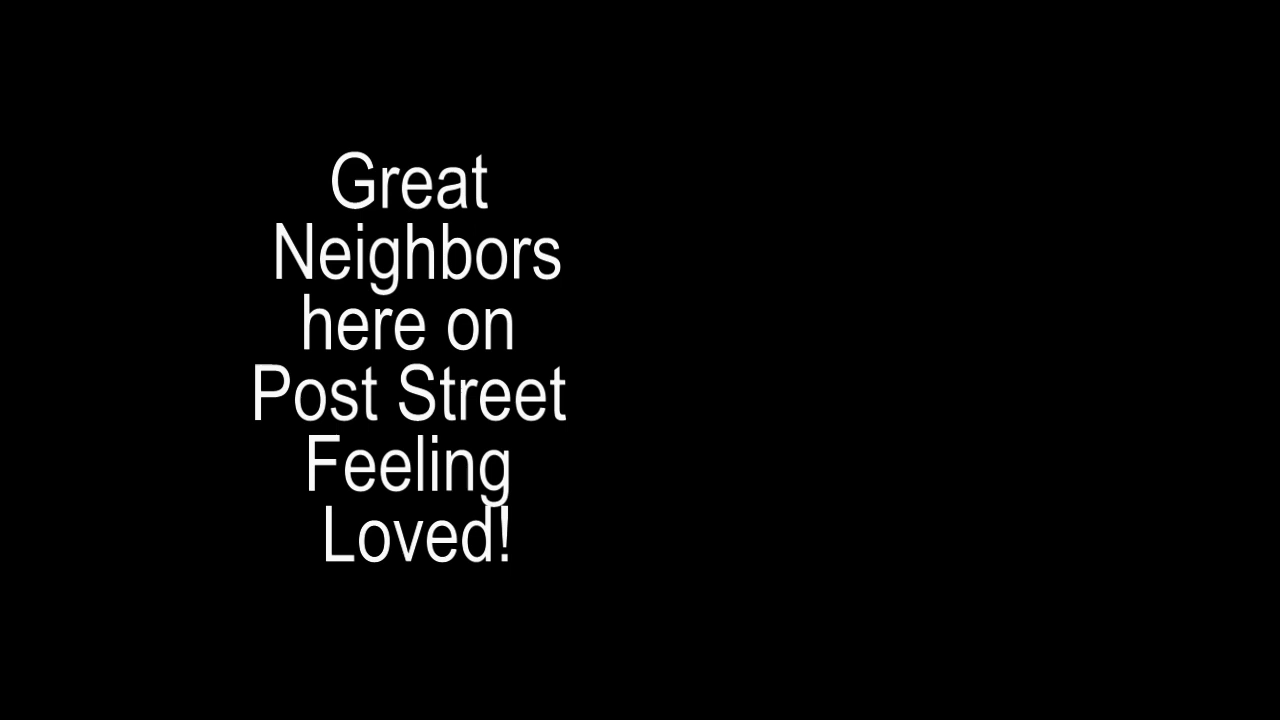 Great
Neighbors
here on
Post Street
Feeling
Loved!